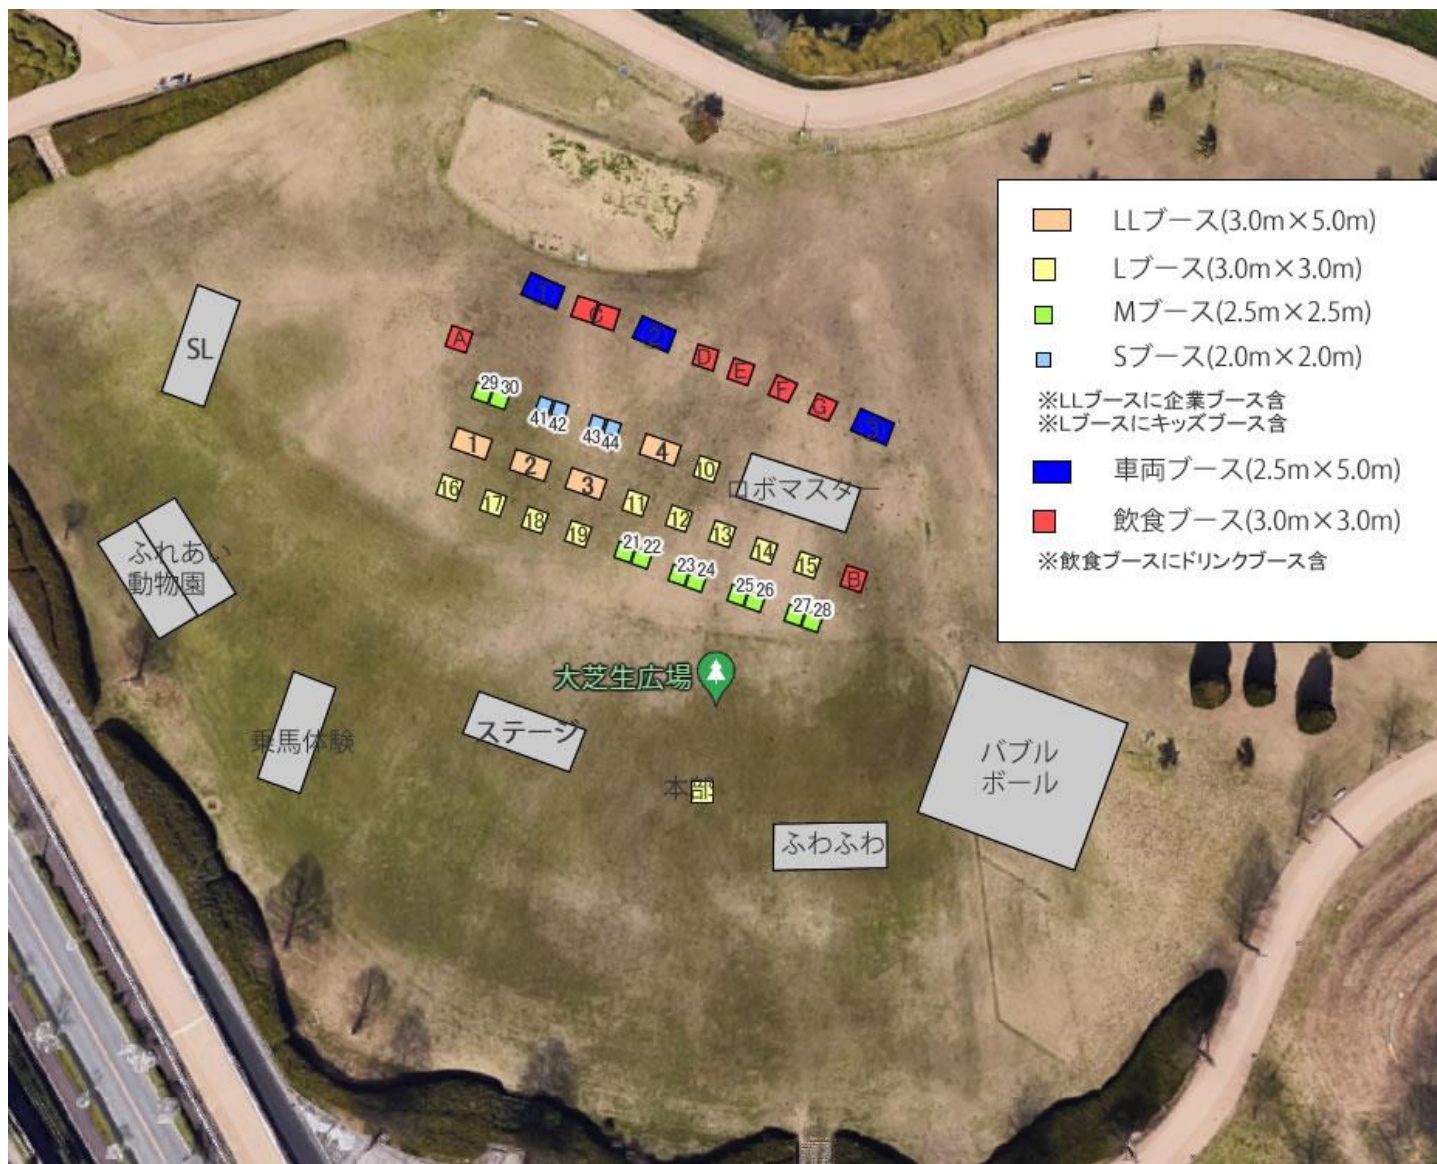 LLブース(3.0m×5.0m)
Lブース(3.0m×3.0m)
Mブース(2.5m×2.5m)
Sブース(2.0m×2.0m)
※LLブースに企業ブース含
※Lブースにキッズブース含
車両ブース(2.5m×5.0m)
飲食ブース(3.0m×3.0m)
※飲食ブースにドリンクブース含
1
C
2
SL
A
D
E
F
G
3
29 30
41 42
43 44
1
2
3
4
10
ロボマスター
16
17
18
19
11
12
13
14
15
B
21 22
23 24
25 26
27 28
ふれあい
動物園
大芝生広場
乗馬体験
ステージ
本部
バブル
ボール
ふわふわ